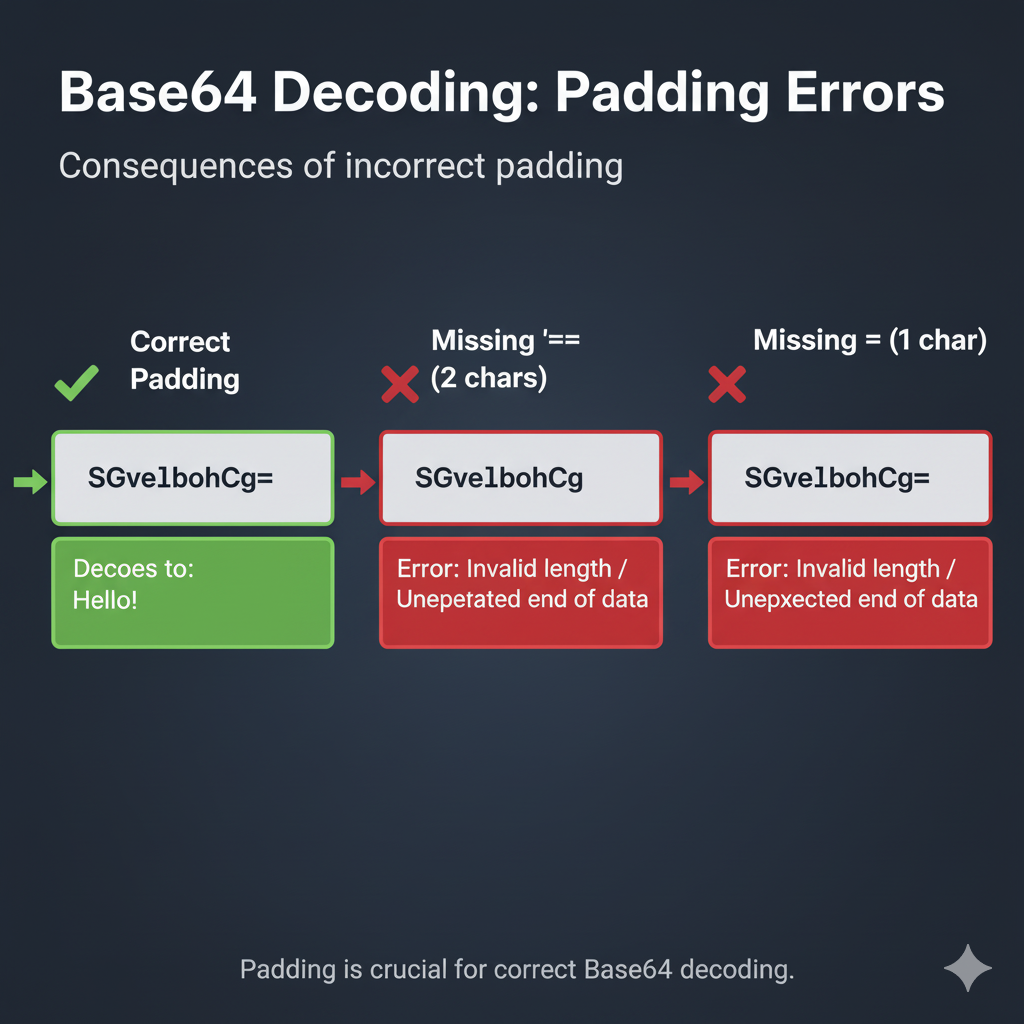 Base64 Decoding: Padding Errors
Consequences of incorrect padding
Correct
Padding
SGvelbohCg=
Decoes to:
Hello!
Missing '==
(2 chars)
SGvelbohCg
Error: Invalid length /
Unepetated end of data
Missing = (1 char)
SGvelbohCg=
Error: Invalid length /
Unepxected end of data
Padding is crucial for correct Base64 decoding.